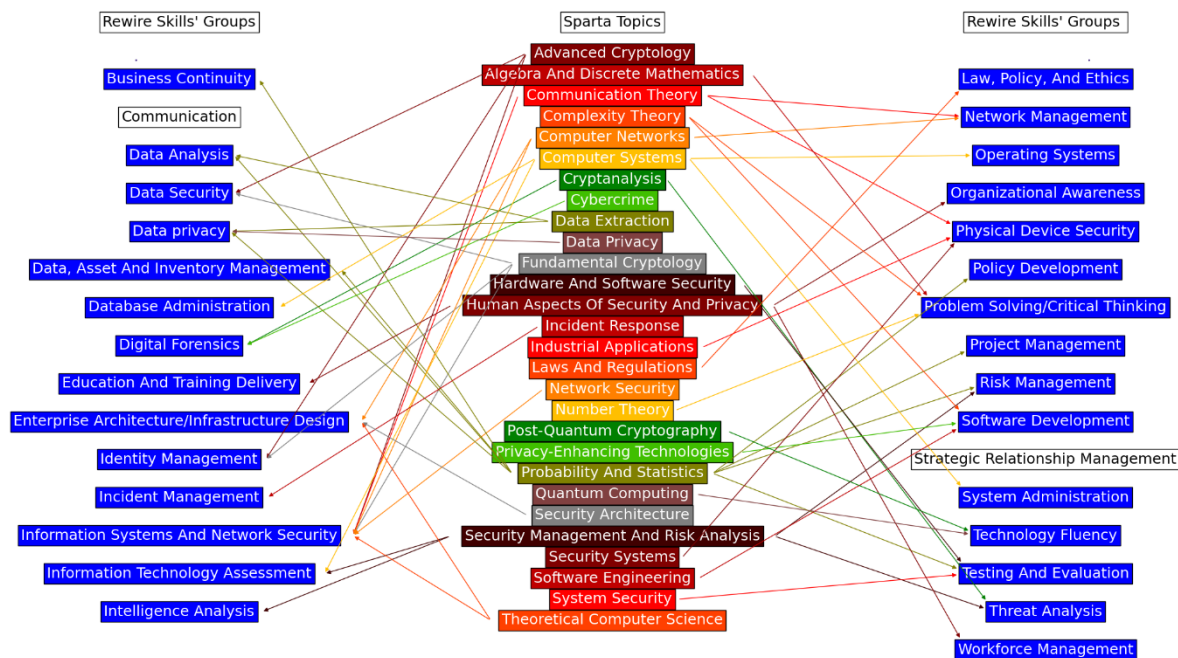 Rewire Skills' Groups
Business Continuity
Communication
Data Analysis
Data Security
Data privacy
Data, Asset And Inventory Management
Database Administration
Digital Forensics
Education And Training Delivery
Enterprise Architecture/Infrastructure Design
Identity Management
Incident Management
Information Systems And Network Security
Information Technology Assessment
Intelligence Analysis
Sparta Topics
Advanced Cryptology
Algebra And Discrete Mathematics
Communication Theory
Complexity Theory
Computer Networks
Computer Systems
Cryptanalysis
Cybercrime
Data Extraction
Data Privacy
Fundamental Cryptology
Hardware And Software Security
Human Aspects Of Security And Privacy
Incident Response
Industrial Applications
Laws And Regulations
Network Security
Number Theory
Post-Quantum Cryptography
Privacy-Enhancing Technologies
Probability And Statistics
Quantum Computing
Security Architecture
Security Management And Risk Analysis
Security Systems
Software Engineering
System Security
Theoretical Computer Science
Rewire Skills' Groups
Law, Policy, And Ethics
Network Management
Operating Systems
Organizational Awareness
Physical Device Security
Policy Development
Problem Solving/Critical Thinking
Project Management
Risk Management
Software Development
Strategic Relationship Management
System Administration
Technology Fluency
Testing And Evaluation
Threat Analysis
Workforce Management